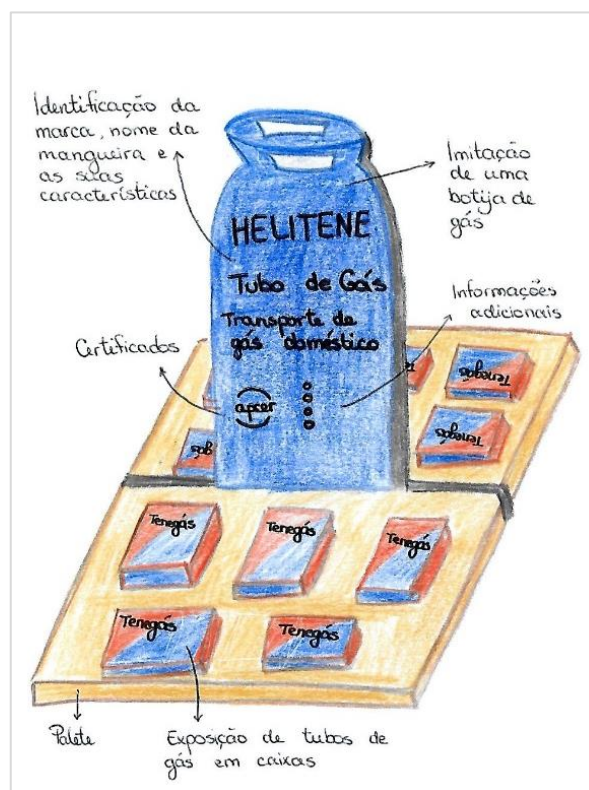 Identificação da
marca, nome da
mangueira e
as suas
características
Imitação
de uma
botija de
gás
HELITENE
Tubo de Gás
Transporte de
gás doméstico
Informações
adicionais
Certificados
apcer
Tenegás
Tenegás
Tenegás
Tenegás
Tenegás
Tenegás
Tenegás
Palete
Exposição de tubos de
gás em caixas